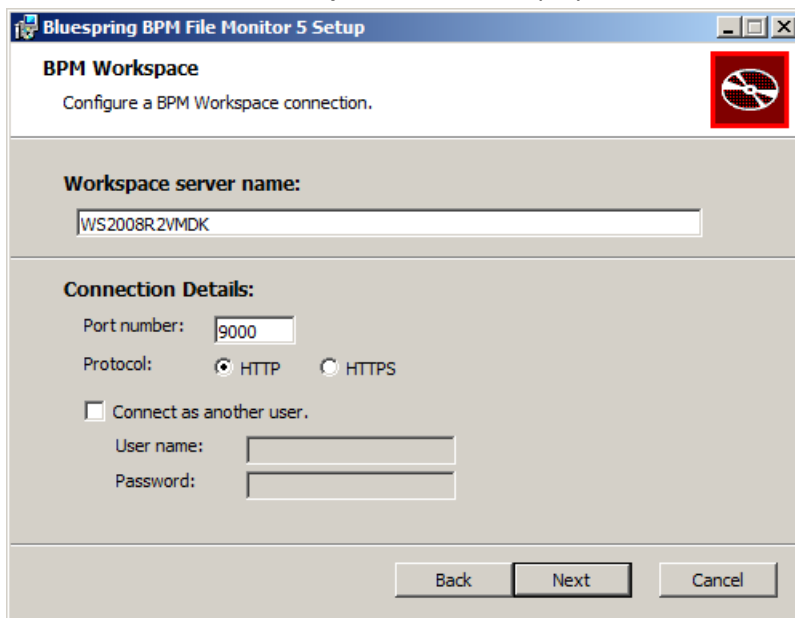 Bluespring BPM File Monitor 5 Setup
BPM Workspace
Configure a BPM Workspace connection.
Workspace server name:
WS2008R2VMDK
Connection Details:
Port number: 9000
Protocol: HTTP HTTPS
Connect as another user.
User name:
Password:
Back Next Cancel